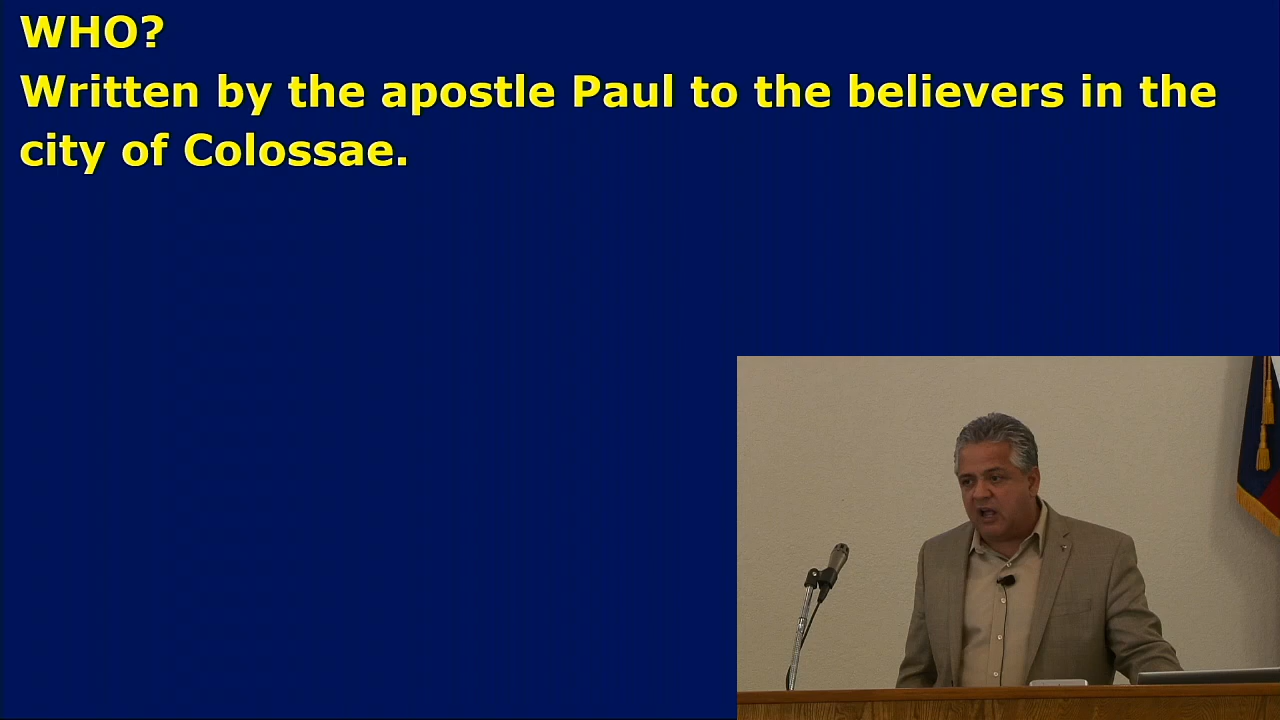 WHO?
Written by the apostle Paul to the believers in the
city of Colossae.